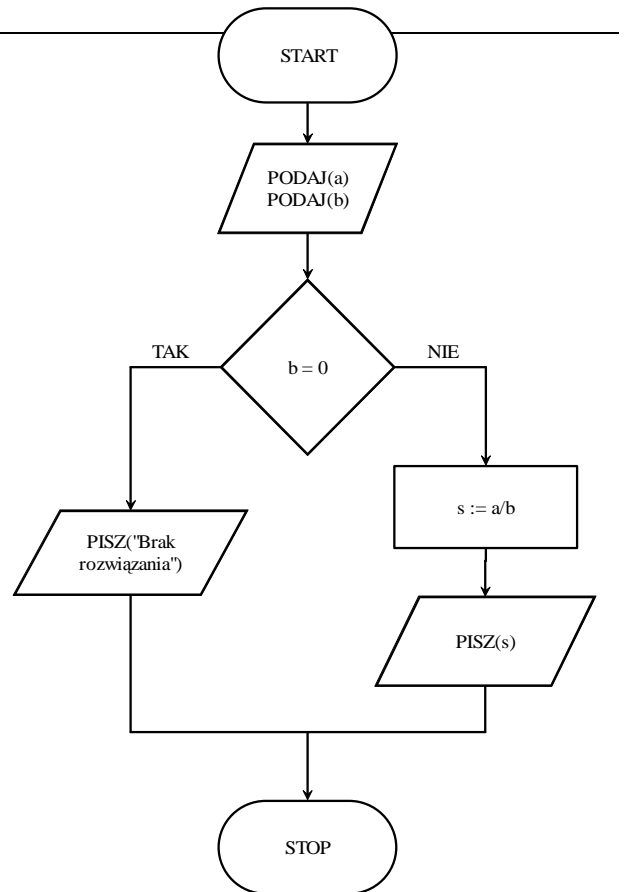 START
PODAJ(a)
PODAJ(b)
TAK
NIE
b = 0
s := a/b
PISZ("Brak
rozwiązania")
PISZ(s)
STOP